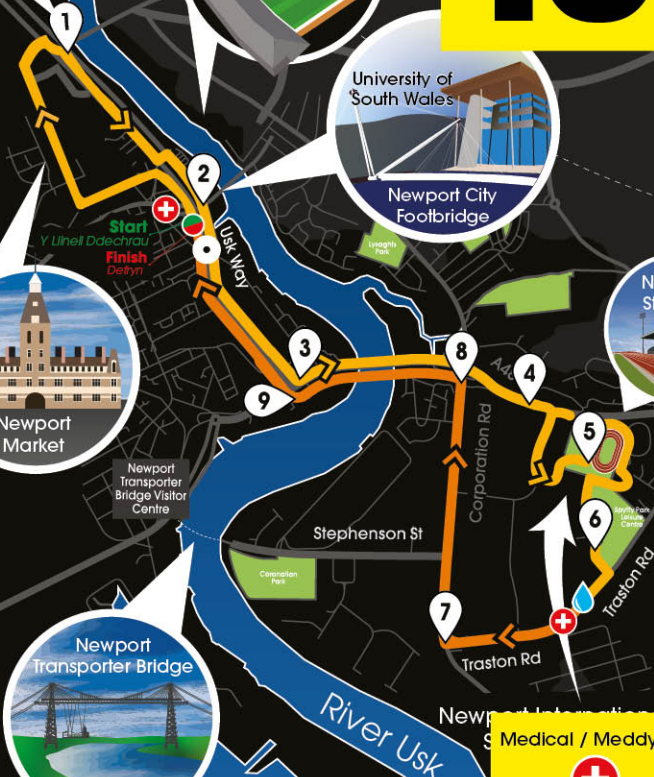 1
University of
South Wales
Newport City
Footbridge
2
Start
Y Llinell Ddechrau
Finish
Usk Way
Lysaghts
Park
3
8
4
9
5
Newport
Market
Corporation Rd
Newport
Transporter
Bridge Visitor
Centre
6
Spytty Park
Leisure
Centre
Stephenson St
Coronation
Park
Traston Rd
7
Traston Rd
Newport
Transporter Bridge
River Usk
Medical / Meddy